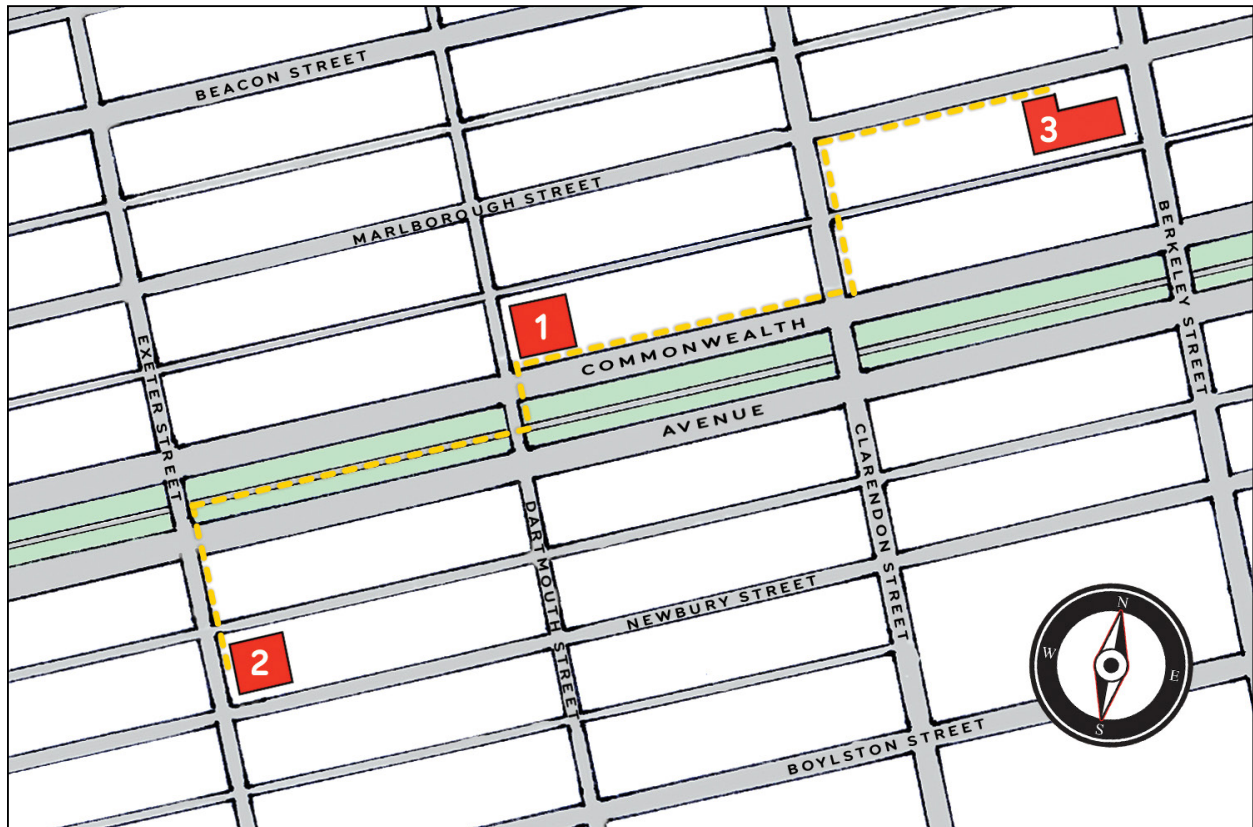 BEACON STREET
3
MARLBOROUGH STREET
BERKELEY STREET
1
COMMONWEALTH
EXETER STREET
AVENUE
CLARENDON STREET
DARTMOUTH STREET
NEWBURY STREET
N
W
E
S
2
BOYLSTON STREET